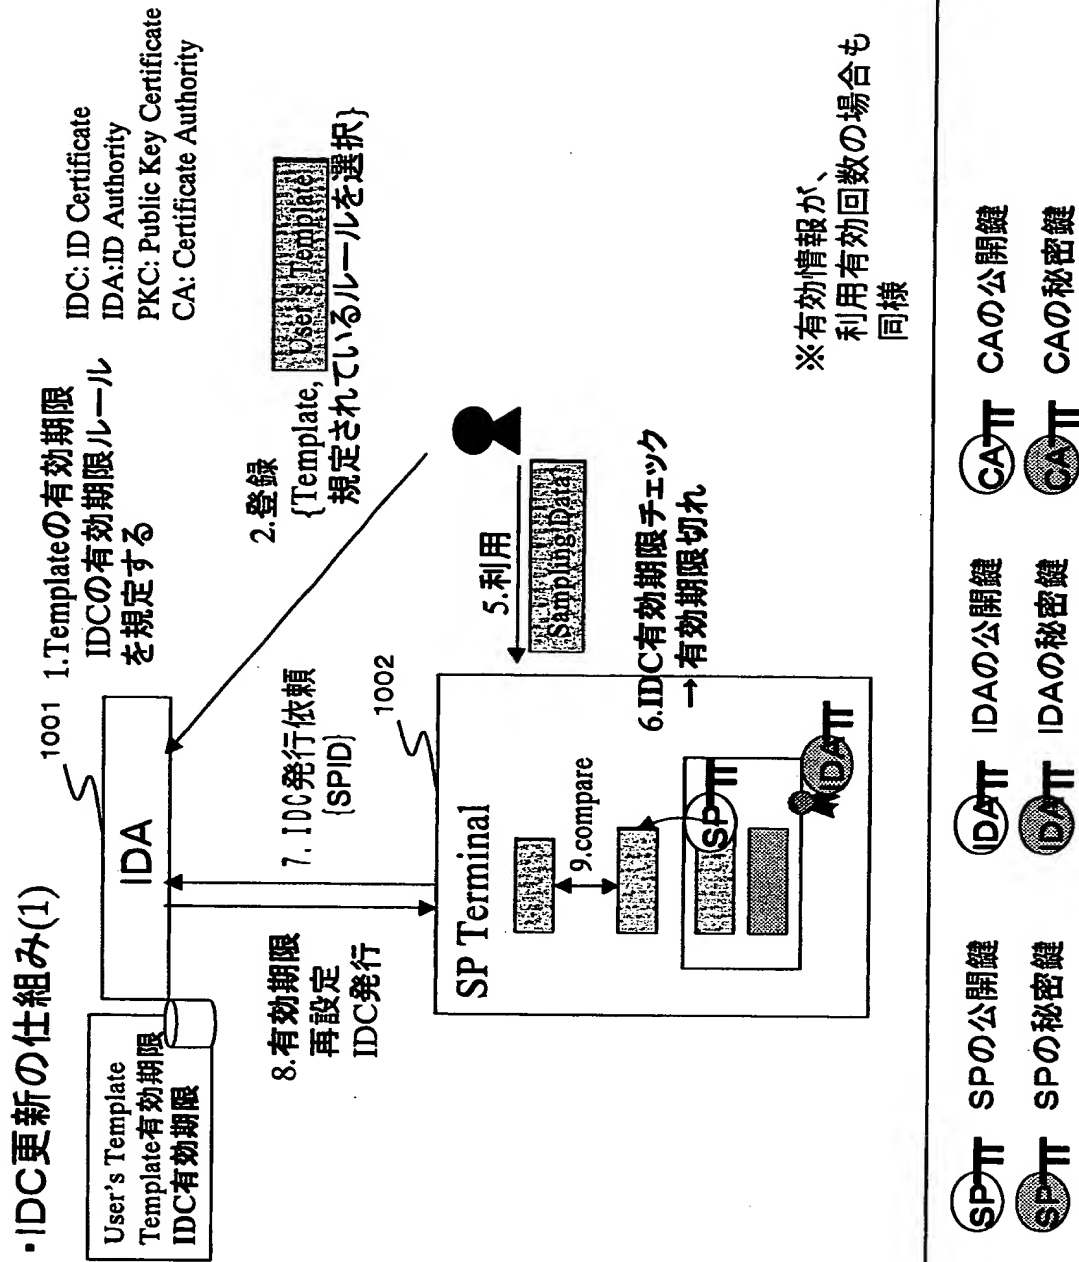 ・IDC更新の仕組み(1)
User's Template
Template有効期限
IDC有効期限
IDA
1001
1.Templateの有効期限
IDCの有効期限ルール
を規定する
IDC: ID Certificate
IDA:ID Authority
PKC: Public Key Certificate
CA: Certificate Authority
2.登録
{Template,
User's Template
規定されているルールを選択}
8.有効期限
再設定
IDC発行
7. IDC発行依頼
{SPID}
1002
SP Terminal
9.compare
SP
IDA
5.利用
Sampling Data
6.IDC有効期限チェック
→有効期限切れ
※有効情報が、
利用有効回数の場合も
同様
SP SPの公開鍵
IDA IDAの公開鍵
CA CAの公開鍵
SP SPの秘密鍵
IDA IDAの秘密鍵
CA CAの秘密鍵